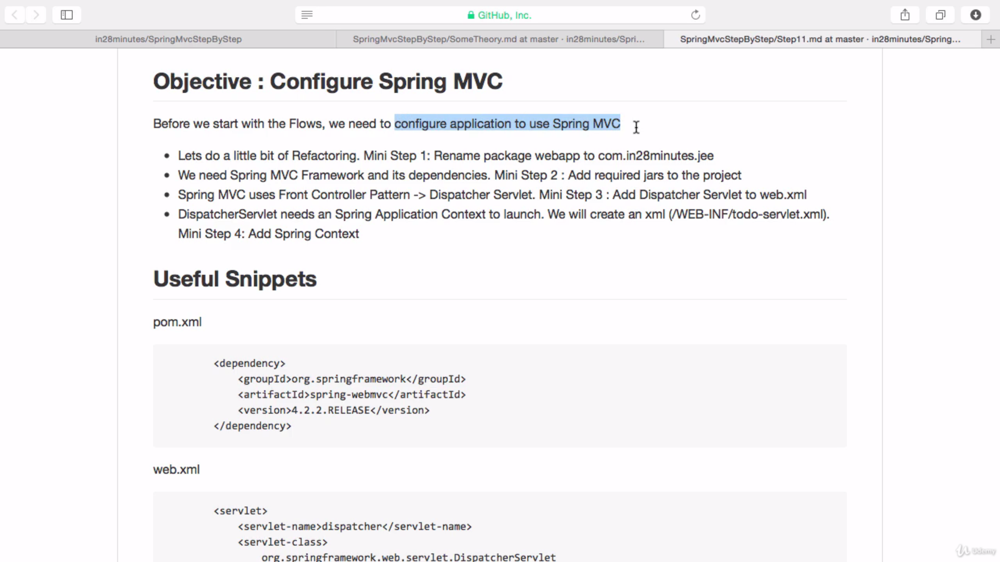 GitHub, Inc.
in28minutes/SpringMvcStepByStep
SpringMvcStepByStep/SomeTheory.md at master · in28minutes/Spri...
SpringMvcStepByStep/Step11.md at master · in28minutes/Spring...
Objective : Configure Spring MVC
Before we start with the Flows, we need to configure application to use Spring MVC
• Lets do a little bit of Refactoring. Mini Step 1: Rename package webapp to com.in28minutes.jee
• We need Spring MVC Framework and its dependencies. Mini Step 2 : Add required jars to the project
• Spring MVC uses Front Controller Pattern -> Dispatcher Servlet. Mini Step 3 : Add Dispatcher Servlet to web.xml
• DispatcherServlet needs an Spring Application Context to launch. We will create an xml (/WEB-INF/todo-servlet.xml).
Mini Step 4: Add Spring Context
Useful Snippets
pom.xml
<dependency>
<groupId>org.springframework</groupId>
<artifactId>spring-webmvc</artifactId>
<version>4.2.2.RELEASE</version>
</dependency>
web.xml
<servlet>
<servlet-name>dispatcher</servlet-name>
<servlet-class>
org.springframework.web.servlet.DispatcherServlet
Udemy